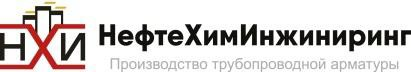 НХИ
НефтеХимИнжиниринг
Производство трубопроводной арматуры